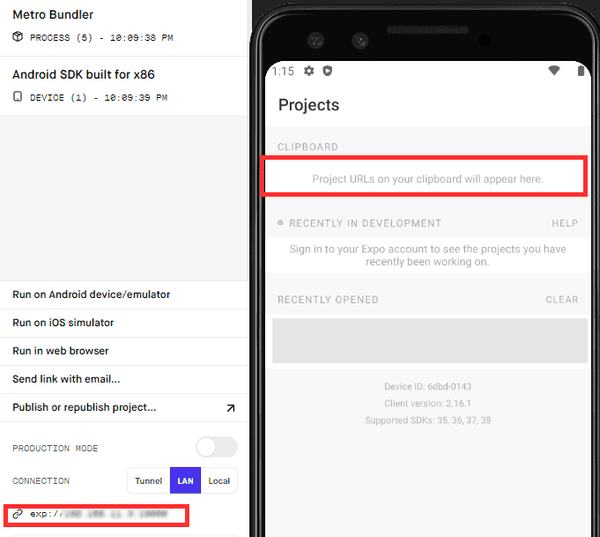 Metro Bundler
PROCESS (5) - 10:09:38 PM
Android SDK built for x86
DEVICE (1) - 10:09:39 PM
Run on Android device/emulator
Run on iOS simulator
Run in web browser
Send link with email...
Publish or republish project...
PRODUCTION MODE
CONNECTION
Tunnel
LAN
Local
exp://
1:15
Projects
CLIPBOARD
Project URLs on your clipboard will appear here.
RECENTLY IN DEVELOPMENT
HELP
Sign in to your Expo account to see the projects you have
recently been working on.
RECENTLY OPENED
CLEAR
Device ID: 6dbd-0143
Client version: 2.16.1
Supported SDKs: 35, 36, 37, 38